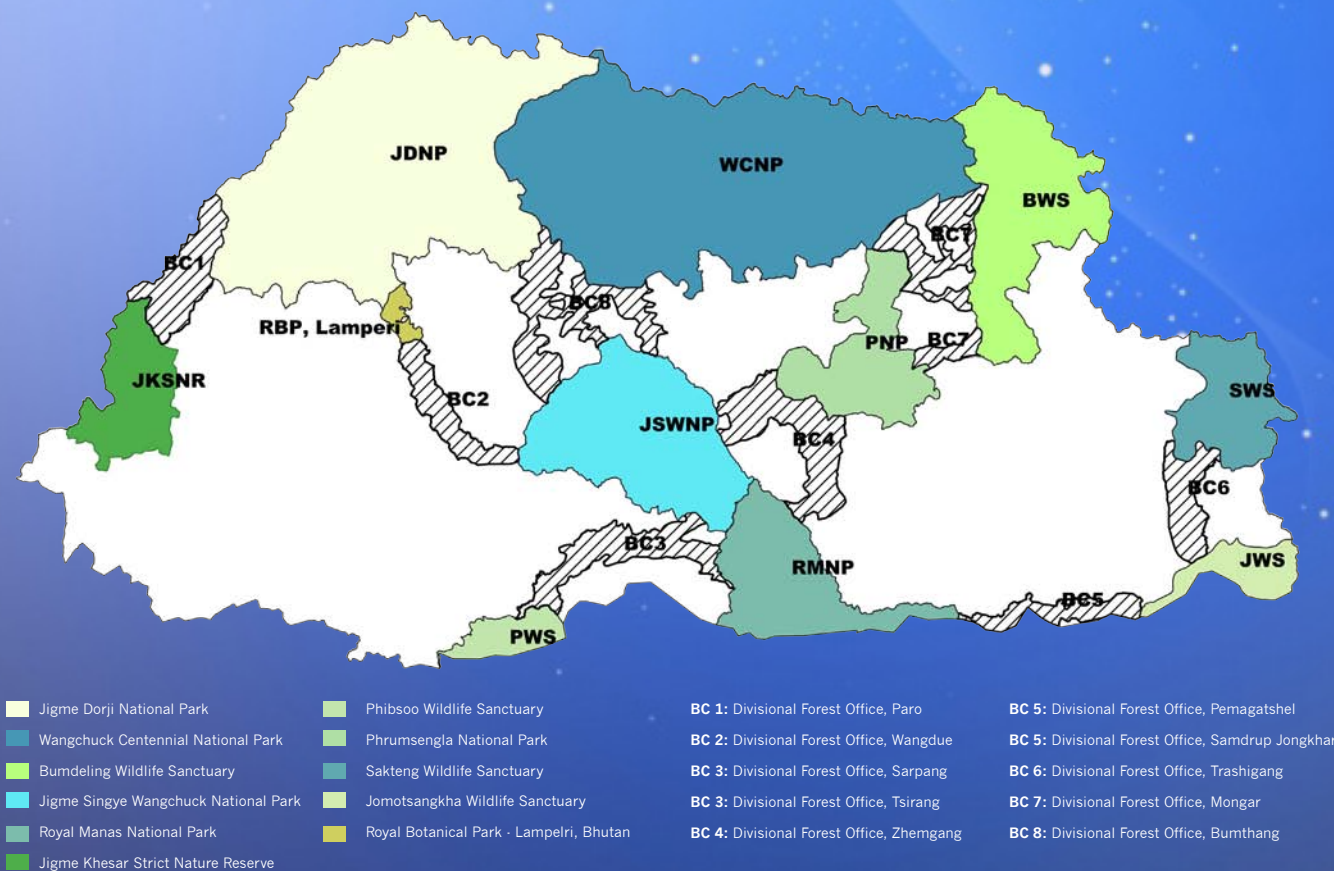 JDNP
WCNP
BWS
BC7
BC1
BC8
RBP, Lamperi
PNP
BC7
JKSNR
SWS
BC2
JSWNP
BC4
BC6
BC3
JWS
RMNP
BC5
PWS
Jigme Dorji National Park
Wangchuck Centennial National Park
Bumdeling Wildlife Sanctuary
Jigme Singye Wangchuck National Park
Royal Manas National Park
Jigme Khesar Strict Nature Reserve
Phibsoo Wildlife Sanctuary
Phrumsengla National Park
Sakteng Wildlife Sanctuary
Jomotsangkha Wildlife Sanctuary
Royal Botanical Park - Lampelri, Bhutan
BC 1: Divisional Forest Office, Paro
BC 2: Divisional Forest Office, Wangdue
BC 3: Divisional Forest Office, Sarpang
BC 3: Divisional Forest Office, Tsirang
BC 4: Divisional Forest Office, Zhemgang
BC 5: Divisional Forest Office, Pemagatshel
BC 5: Divisional Forest Office, Samdrup Jongkhar
BC 6: Divisional Forest Office, Trashigang
BC 7: Divisional Forest Office, Mongar
BC 8: Divisional Forest Office, Bumthang